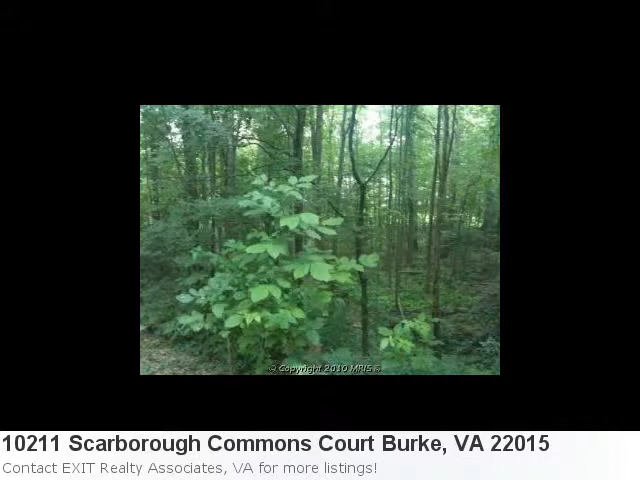 © Copyright 2010 MRIS ®
10211 Scarborough Commons Court Burke, VA 22015
Contact EXIT Realty Associates, VA for more listings!